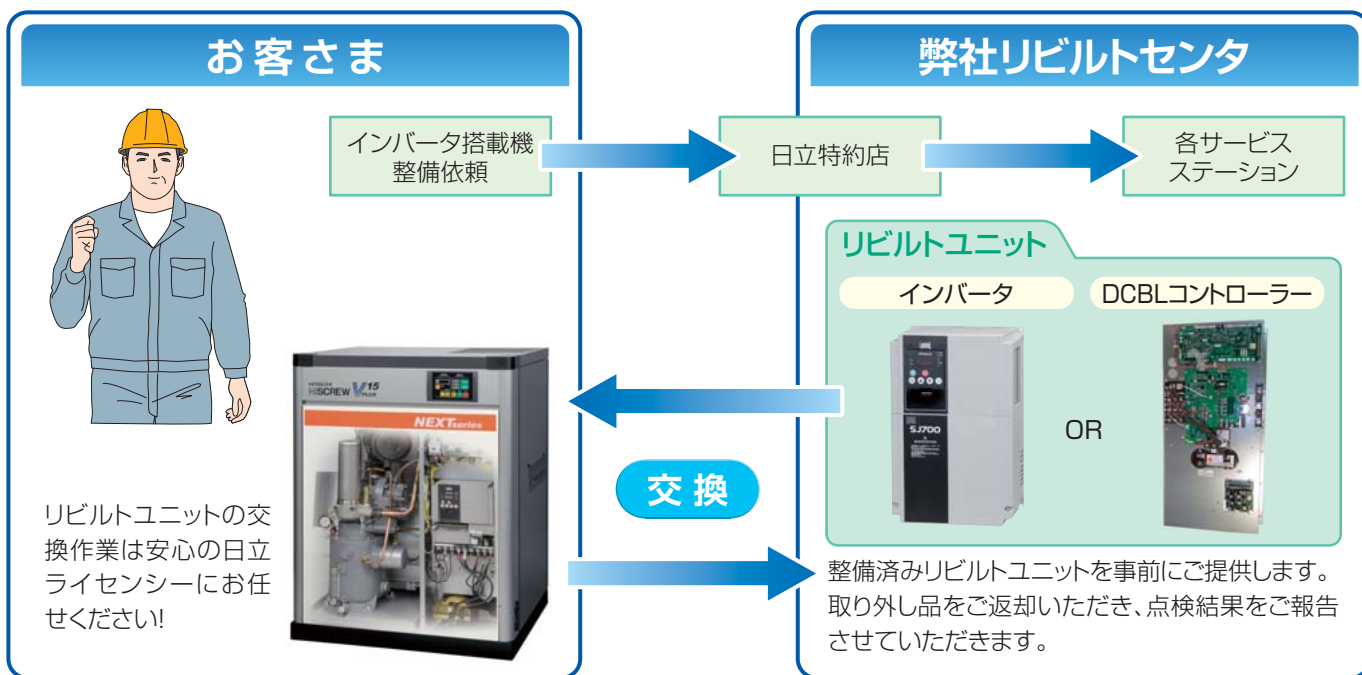 お客さま
インバータ搭載機
整備依頼
リビルトユニットの交
換作業は安心の日立
ライセンシーにお任
せください!
HITACHI
HISCREW V15
PLUS
NEXTseries
交換
弊社リビルトセンタ
日立特約店
各サービス
ステーション
リビルトユニット
インバータ
DCBLコントローラー
SJ700
OR
整備済みリビルトユニットを事前にご提供します。
取り外し品をご返却いただき、点検結果をご報告
させていただきます。